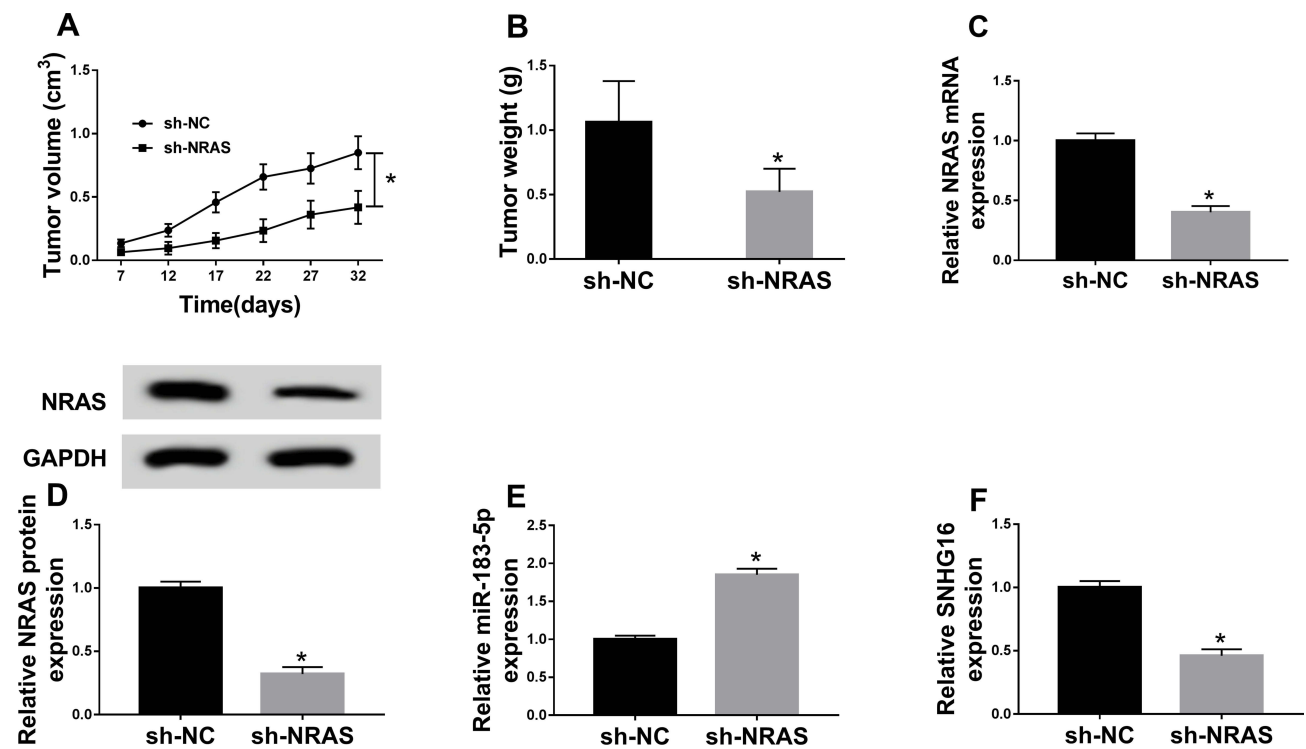 A
Tumor volume (cm3)
1.5
1.0
0.5
0.0
sh-NC
sh-NRAS
*
7 12 17 22 27 32
Time(days)
B
Tumor weight (g)
1.5
1.0
0.5
0.0
*
sh-NC sh-NRAS
C
Relative NRAS mRNA
expression
1.5
1.0
0.5
0.0
*
sh-NC sh-NRAS
NRAS
GAPDH
D
Relative NRAS protein
expression
1.5
1.0
0.5
0.0
*
sh-NC sh-NRAS
E
Relative miR-183-5p
expression
2.5
2.0
1.5
1.0
0.5
0.0
*
sh-NC sh-NRAS
F
Relative SNHG16
expression
1.5
1.0
0.5
0.0
*
sh-NC sh-NRAS